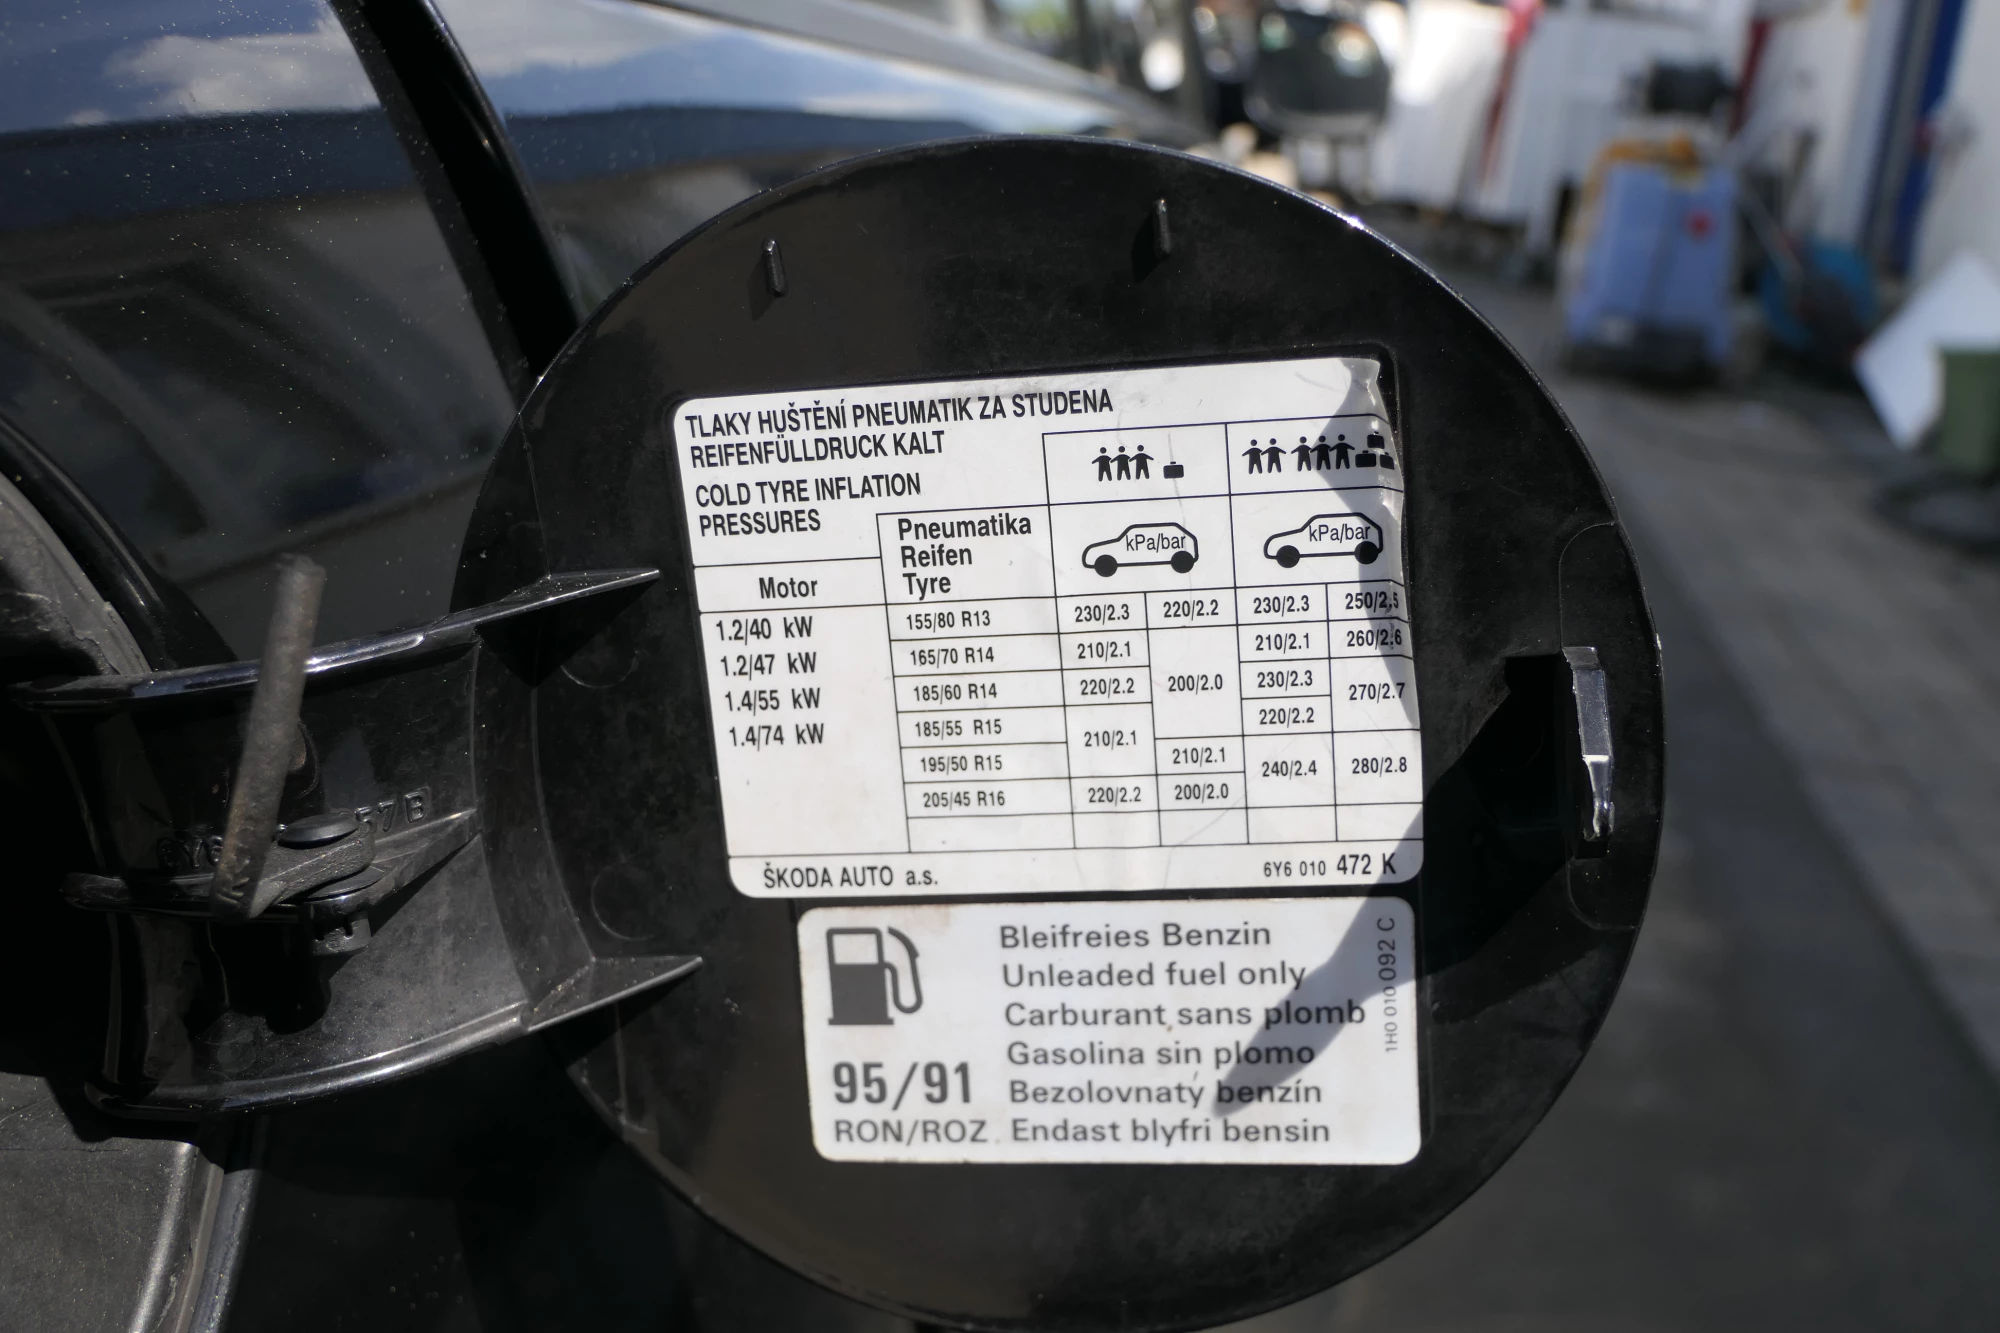 TLAKY HUŠTĚNÍ PNEUMATIK ZA STUDENA
REIFENFÜLLDRUCK KALT
COLD TYRE INFLATION
PRESSURES
Pneumatika
Reifen
Tyre
kPa/bar
kPa/bar
Motor
1.2/40 kW
1.2/47 kW
1.4/55 kW
1.4/74 kW
155/80 R13 230/2.3 220/2.2 230/2.3 250/2.5
165/70 R14 210/2.1 210/2.1 260/2.6
185/60 R14 220/2.2 200/2.0 230/2.3 270/2.7
185/55 R15 210/2.1 220/2.2
195/50 R15 210/2.1 240/2.4 280/2.8
205/45 R16 220/2.2 200/2.0
ŠKODA AUTO a.s. 6Y6 010 472 K
Bleifreies Benzin
Unleaded fuel only
Carburant sans plomb
Gasolina sin plomo
Bezolovnatý benzín
Endast blyfri bensin
95/91
RON/ROZ
1H0 010 092 C